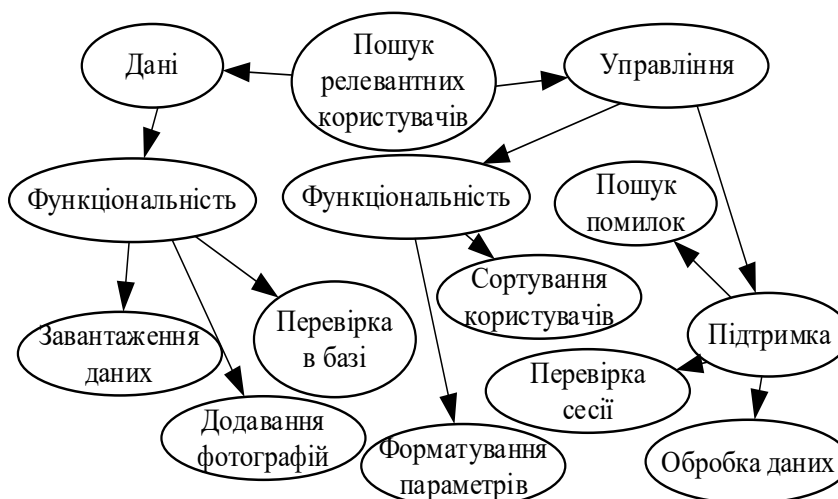 Дані
Пошук
релевантних
користувачів
Управління
Функціональність
Функціональність
Пошук
помилок
Завантаження
даних
Перевірка
в базі
Сортування
користувачів
Підтримка
Додавання
фотографій
Форматування
параметрів
Перевірка
сесії
Обробка даних